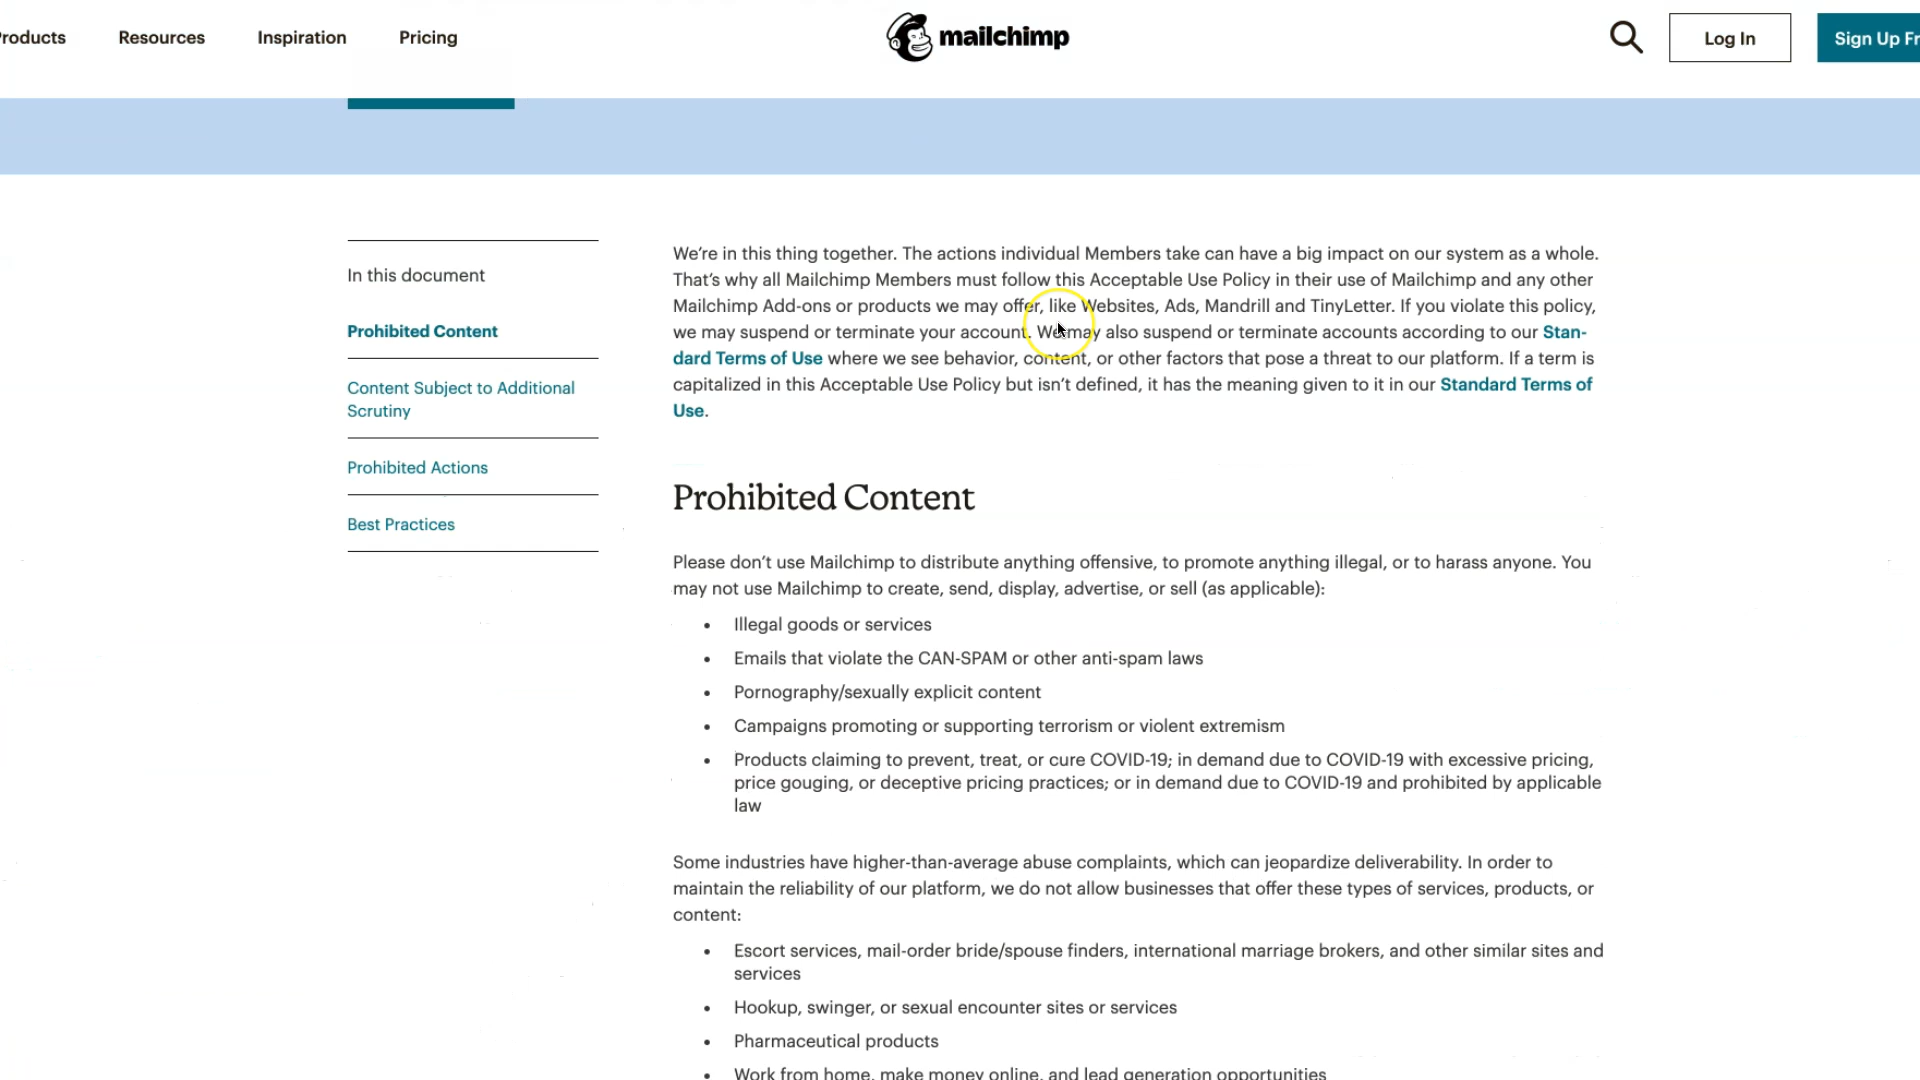 roducts
Resources
Inspiration
Pricing
mailchimp
Log In
Sign Up Fr
In this document
Prohibited Content
Content Subject to Additional
Scrutiny
Prohibited Actions
Best Practices
We’re in this thing together. The actions individual Members take can have a big impact on our system as a whole.
That’s why all Mailchimp Members must follow this Acceptable Use Policy in their use of Mailchimp and any other
Mailchimp Add-ons or products we may offer, like Websites, Ads, Mandrill and TinyLetter. If you violate this policy,
we may suspend or terminate your account. We may also suspend or terminate accounts according to our Stan-
dard Terms of Use where we see behavior, content, or other factors that pose a threat to our platform. If a term is
capitalized in this Acceptable Use Policy but isn’t defined, it has the meaning given to it in our Standard Terms of
Use.
Prohibited Content
Please don’t use Mailchimp to distribute anything offensive, to promote anything illegal, or to harass anyone. You
may not use Mailchimp to create, send, display, advertise, or sell (as applicable):
• Illegal goods or services
• Emails that violate the CAN-SPAM or other anti-spam laws
• Pornography/sexually explicit content
• Campaigns promoting or supporting terrorism or violent extremism
• Products claiming to prevent, treat, or cure COVID-19; in demand due to COVID-19 with excessive pricing,
price gouging, or deceptive pricing practices; or in demand due to COVID-19 and prohibited by applicable
law
Some industries have higher-than-average abuse complaints, which can jeopardize deliverability. In order to
maintain the reliability of our platform, we do not allow businesses that offer these types of services, products, or
content:
• Escort services, mail-order bride/spouse finders, international marriage brokers, and other similar sites and
services
• Hookup, swinger, or sexual encounter sites or services
• Pharmaceutical products
• Work from home, make money online, and lead generation opportunities